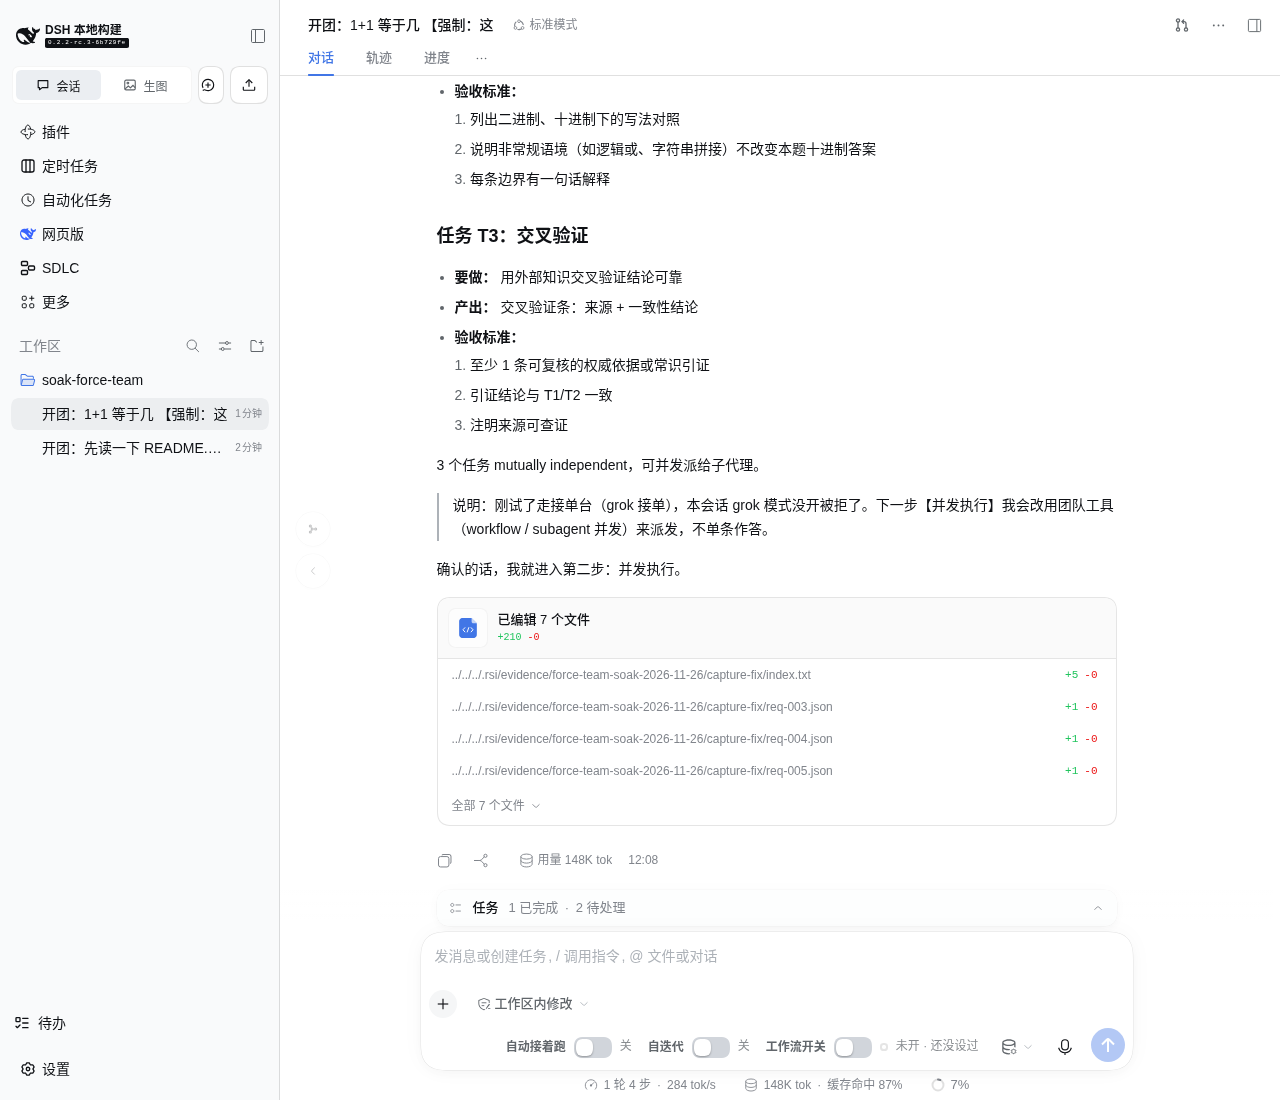 DSH 本地构建
0.2.2-rc.3-6b729fe
会话
生图
插件
定时任务
自动化任务
网页版
SDLC
更多
工作区
soak-force-team
开团：1+1 等于几 【强制：这
1分钟
开团：先读一下 README.…
2分钟
待办
设置
开团：1+1 等于几 【强制：这
标准模式
对话
轨迹
进度
···
验收标准：
1. 列出二进制、十进制下的写法对照
2. 说明非常规语境（如逻辑或、字符串拼接）不改变本题十进制答案
3. 每条边界有一句话解释
任务 T3：交叉验证
要做： 用外部知识交叉验证结论可靠
产出： 交叉验证条：来源 + 一致性结论
验收标准：
1. 至少 1 条可复核的权威依据或常识引证
2. 引证结论与 T1/T2 一致
3. 注明来源可查证
3 个任务 mutually independent，可并发派给子代理。
说明：刚试了走接单台（grok 接单），本会话 grok 模式没开被拒了。下一步【并发执行】我会改用团队工具
（workflow / subagent 并发）来派发，不单条作答。
确认的话，我就进入第二步：并发执行。
已编辑 7 个文件
+210 -0
../../../.rsi/evidence/force-team-soak-2026-11-26/capture-fix/index.txt
+5 -0
../../../.rsi/evidence/force-team-soak-2026-11-26/capture-fix/req-003.json
+1 -0
../../../.rsi/evidence/force-team-soak-2026-11-26/capture-fix/req-004.json
+1 -0
../../../.rsi/evidence/force-team-soak-2026-11-26/capture-fix/req-005.json
+1 -0
全部 7 个文件
用量 148K tok
12:08
任务 1 已完成 · 2 待处理
发消息或创建任务, / 调用指令, @ 文件或对话
工作区内修改
自动接着跑 关 自迭代 关 工作流开关 未开 · 还没设过
1 轮 4 步 · 284 tok/s
148K tok · 缓存命中 87%
7%